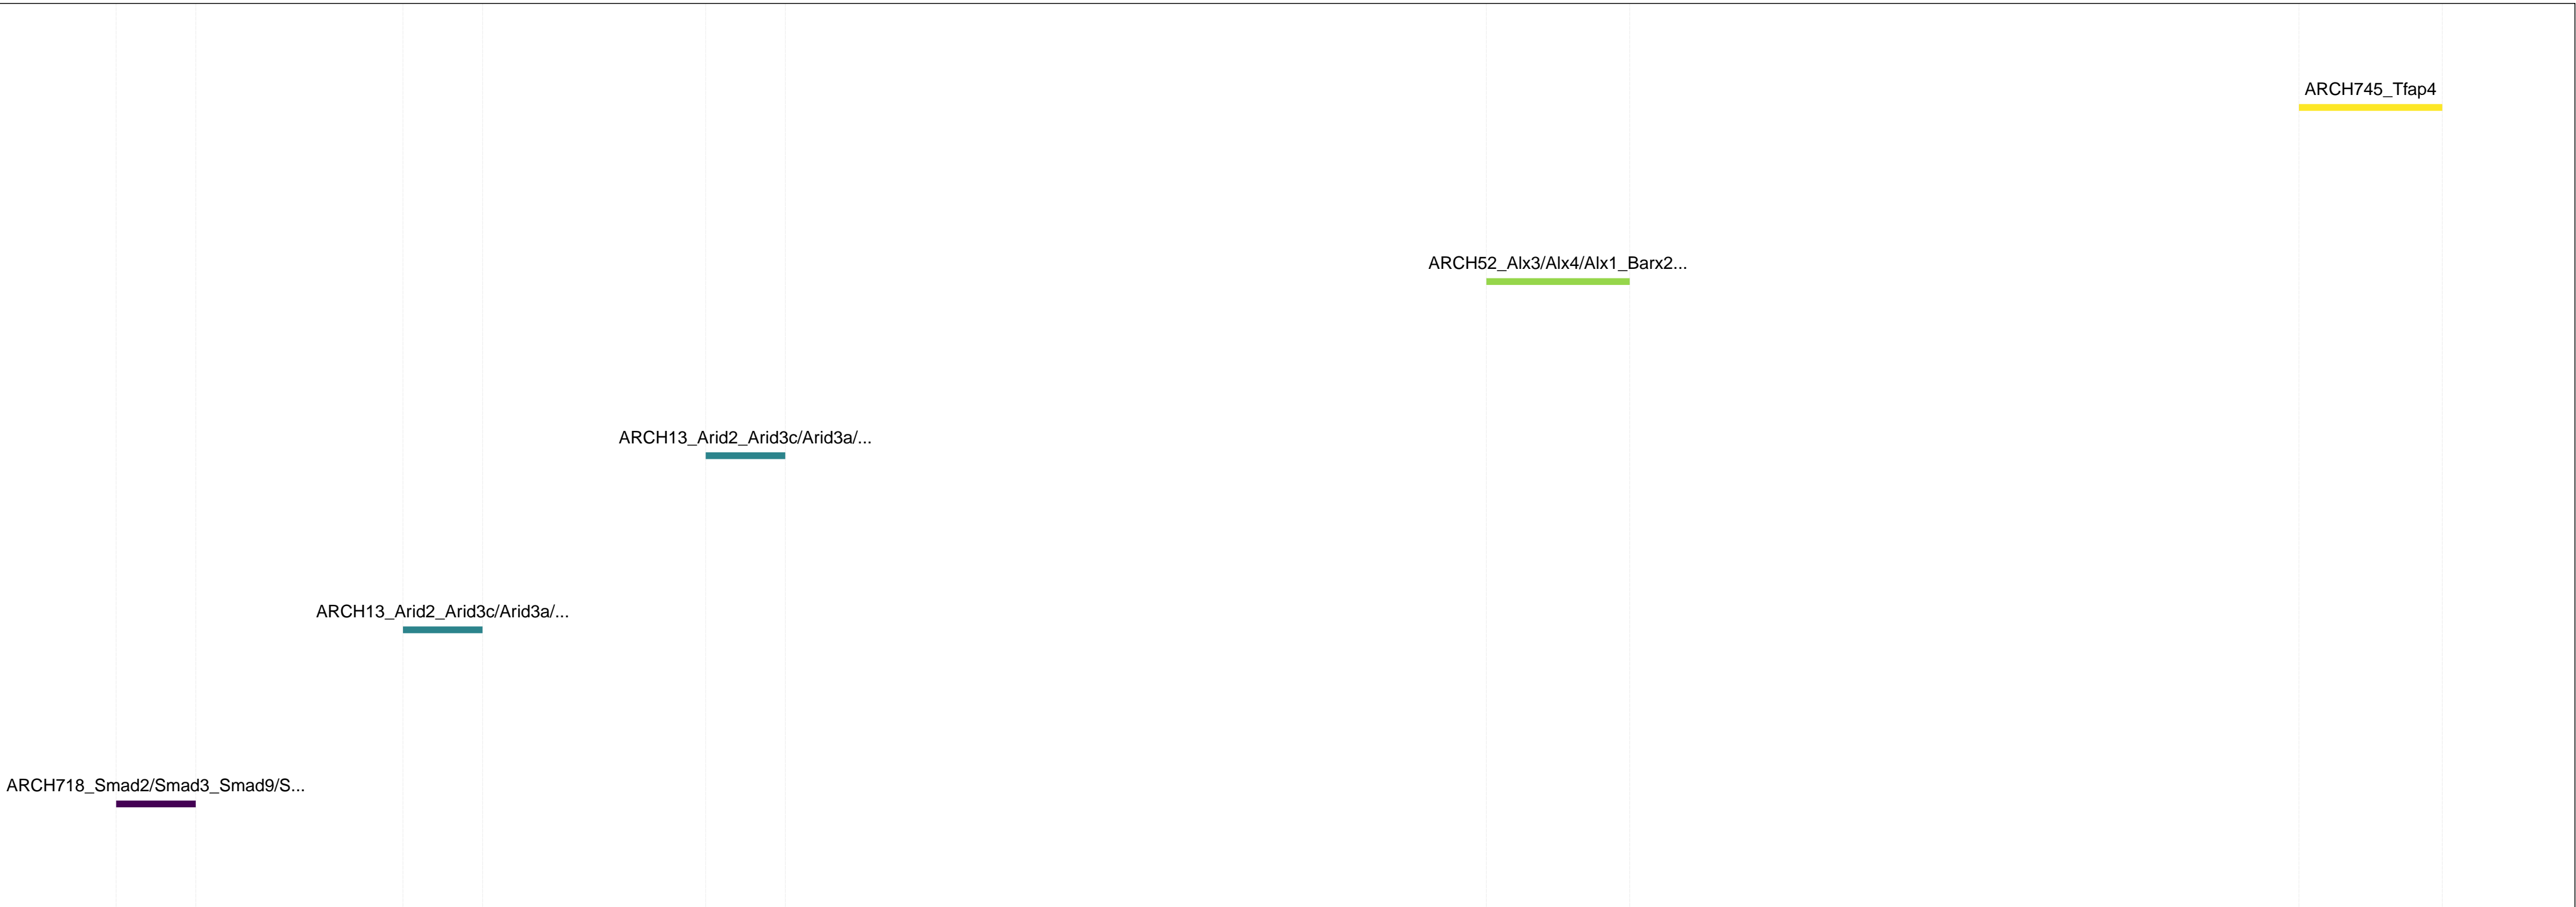 ARCH745_Tfap4
ARCH52_Alx3/Alx4/Alx1_Barx2...
ARCH13_Arid2_Arid3c/Arid3a/...
ARCH13_Arid2_Arid3c/Arid3a/...
ARCH718_Smad2/Smad3_Smad9/S...